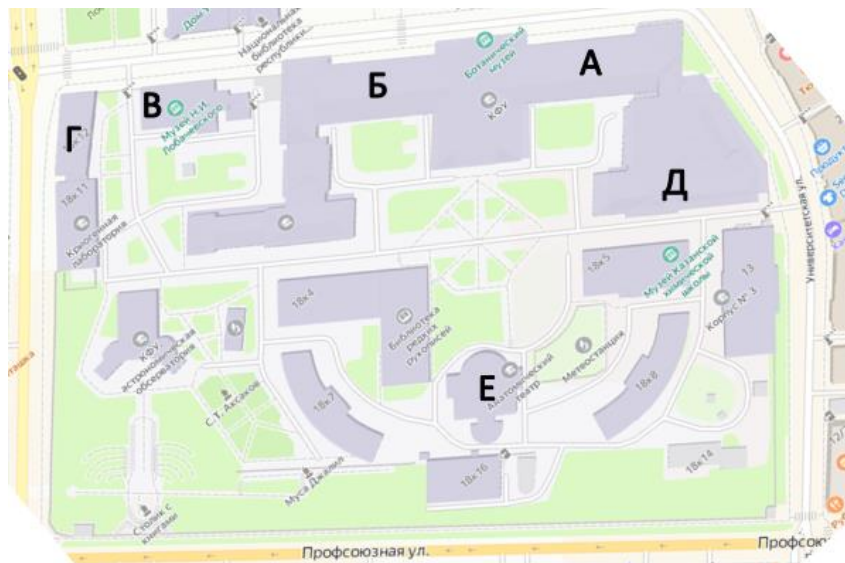 Национальная
библиотека
республики...
Ботанический
музей
А
Б
КФУ
В
Музей Н.И.
Лобачевского
Г
18к11
Криогенная
лаборатория
Д
Университетская ул.
18к5
Музей Казанской
химической
школы
13
Корпус № 3
18к4
Библиотека
редких
рукописей
КФУ
астрономическая
обсерватория
С.Т. Аксаков
Е
Анатомический
театр
Метеостанция
18к7
18к8
Муса Джалиль
18к16
18к14
Столик с
книгами
Профсоюзная ул.